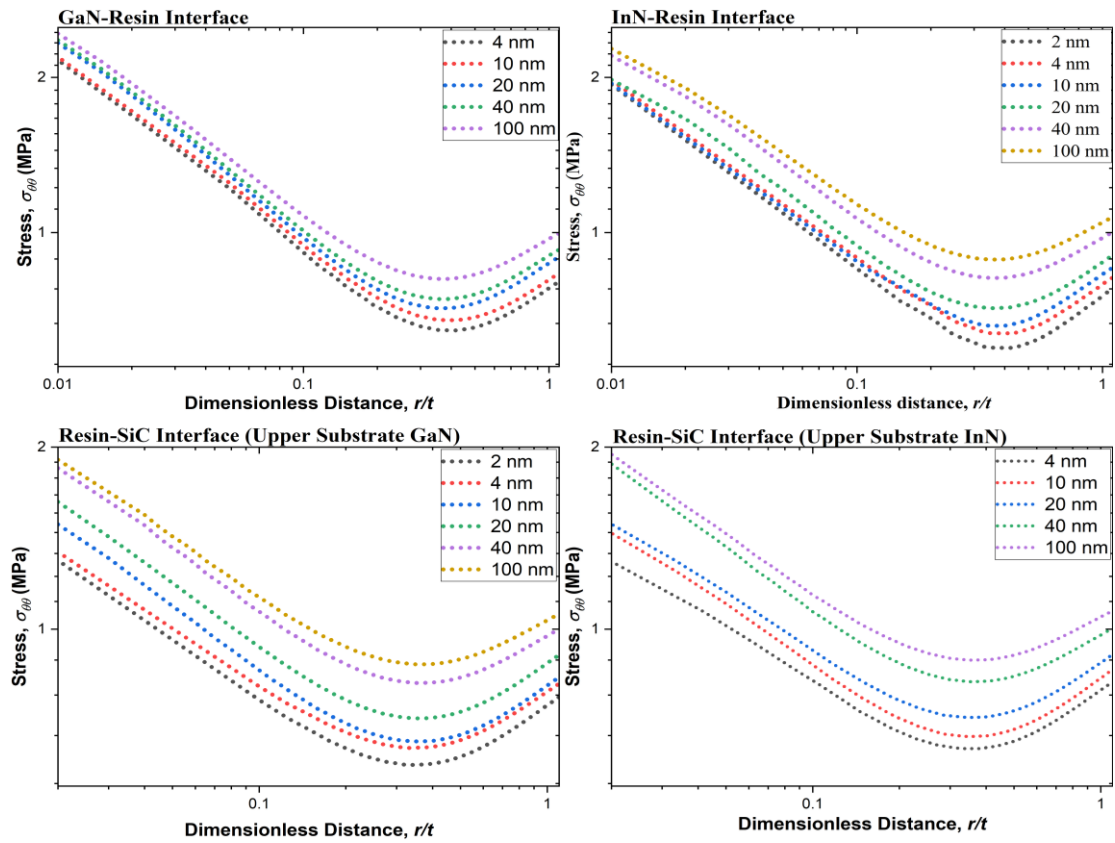 GaN-Resin Interface
4 nm
10 nm
20 nm
40 nm
100 nm
2
1
Stress, σθθ (MPa)
0.01
0.1
1
Dimensionless Distance, r/t
InN-Resin Interface
2 nm
4 nm
10 nm
20 nm
40 nm
100 nm
2
1
Stress, σθθ (MPa)
0.01
0.1
1
Dimensionless distance, r/t
Resin-SiC Interface (Upper Substrate GaN)
2 nm
4 nm
10 nm
20 nm
40 nm
100 nm
2
1
Stress, σθθ (MPa)
0.1
1
Dimensionless Distance, r/t
Resin-SiC Interface (Upper Substrate InN)
4 nm
10 nm
20 nm
40 nm
100 nm
2
1
Stress, σθθ (MPa)
0.1
1
Dimensionless Distance, r/t